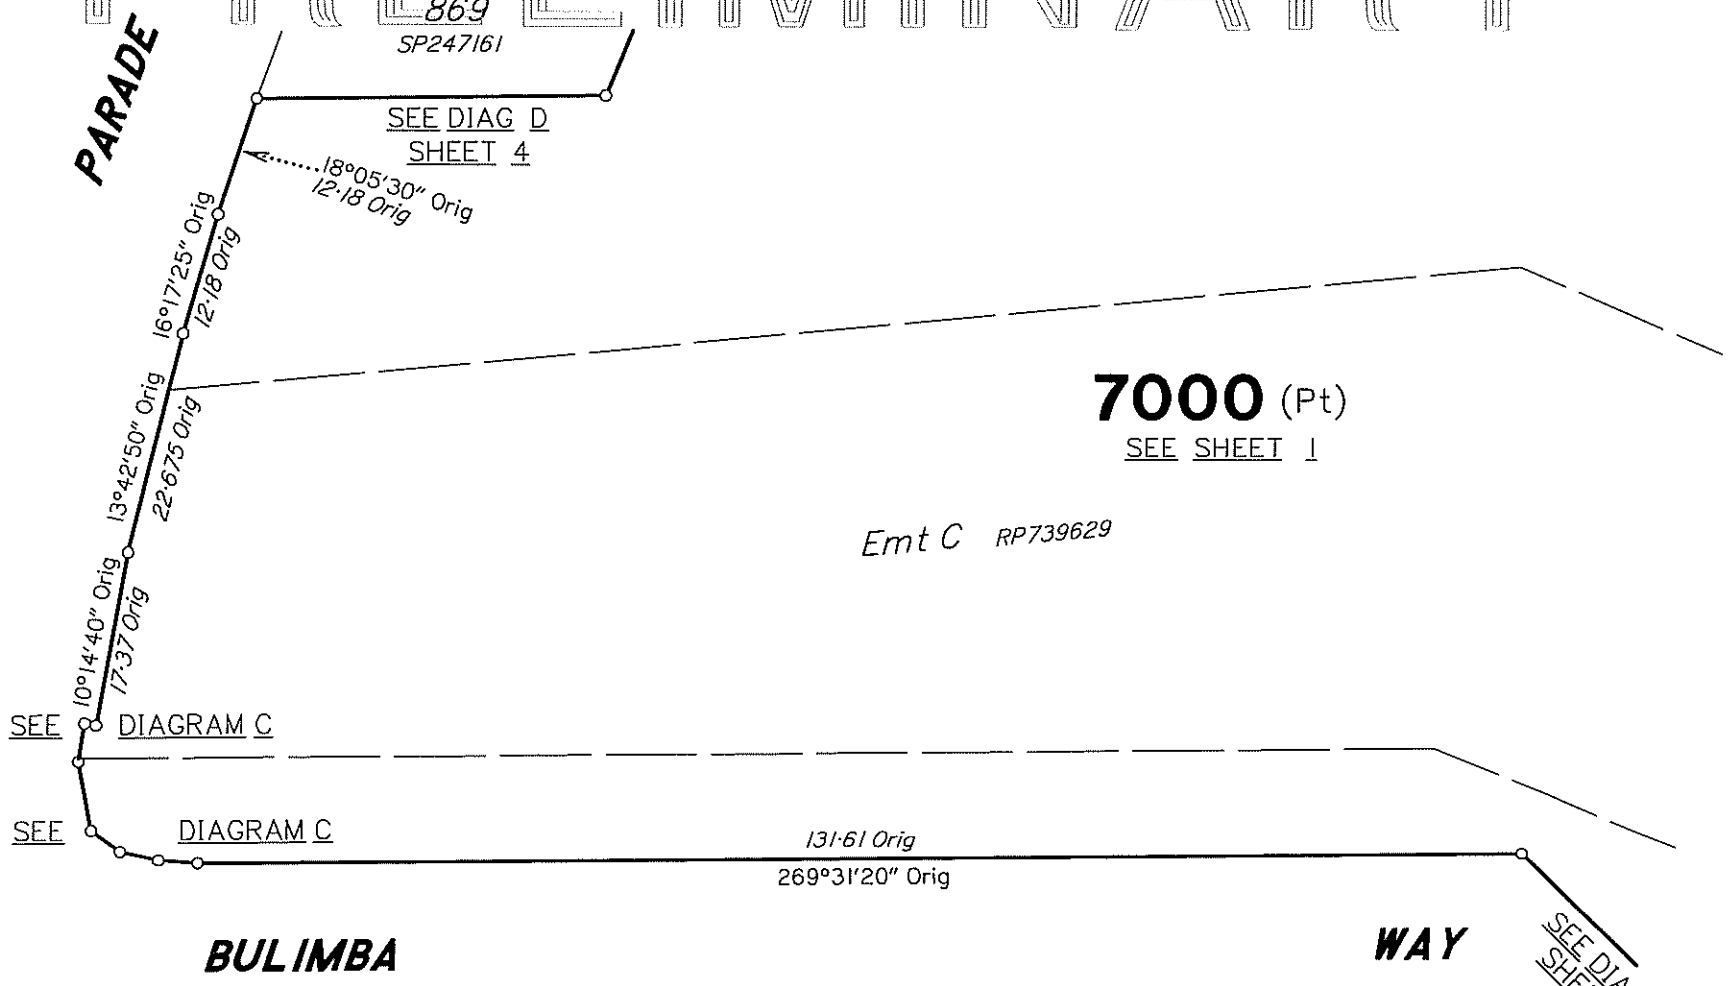 PRELIMINARY
869
SP247161
PARADE
SEE DIAG D
SHEET 4
18°05'30" Orig
12·18 Orig
16°17'25" Orig
12·18 Orig
13°42'50" Orig
22·675 Orig
7000 (Pt)
SEE SHEET 1
Emt C RP739629
10°14'40" Orig
17·37 Orig
SEE DIAGRAM C
SEE DIAGRAM C
131·61 Orig
269°31'20" Orig
BULIMBA WAY
SEE